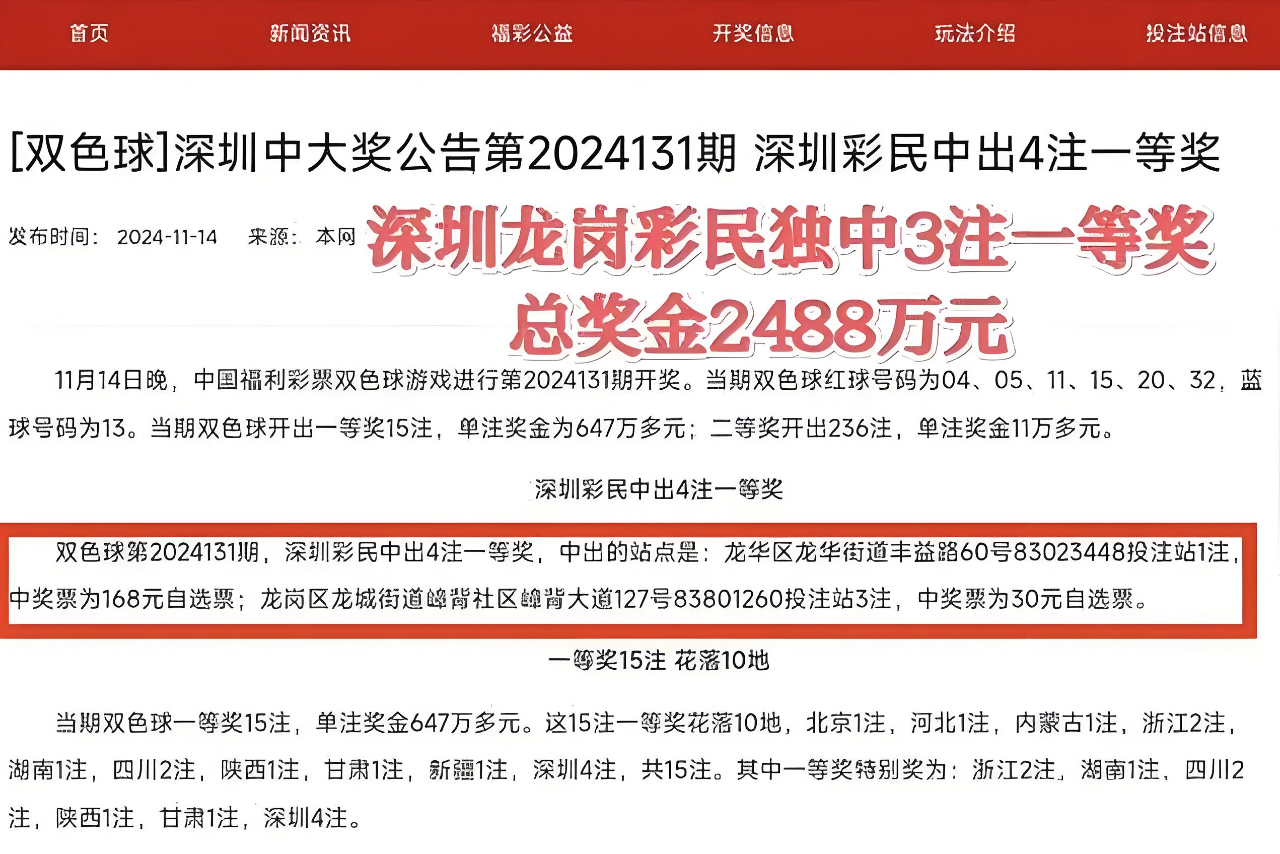 首页 新闻资讯 福彩公益 开奖信息 玩法介绍 投注站信息
[双色球]深圳中大奖公告第2024131期 深圳彩民中出4注一等奖
发布时间： 2024-11-14 来源： 本网
深圳龙岗彩民独中3注一等奖
总奖金2488万元
11月14日晚，中国福利彩票双色球游戏进行第2024131期开奖。当期双色球红球号码为04、05、11、15、20、32，蓝
球号码为13。当期双色球开出一等奖15注，单注奖金为647万多元；二等奖开出236注，单注奖金11万多元。
深圳彩民中出4注一等奖
双色球第2024131期，深圳彩民中出4注一等奖，中出的站点是：龙华区龙华街道丰益路60号83023448投注站1注，
中奖票为168元自选票；龙岗区龙城街道嶂背社区嶂背大道127号83801260投注站3注，中奖票为30元自选票。
一等奖15注 花落10地
当期双色球一等奖15注，单注奖金647万多元。这15注一等奖花落10地，北京1注，河北1注，内蒙古1注，浙江2注，
湖南1注，四川2注，陕西1注，甘肃1注，新疆1注，深圳4注，共15注。其中一等奖特别奖为：浙江2注，湖南1注，四川2
注，陕西1注，甘肃1注，深圳4注。